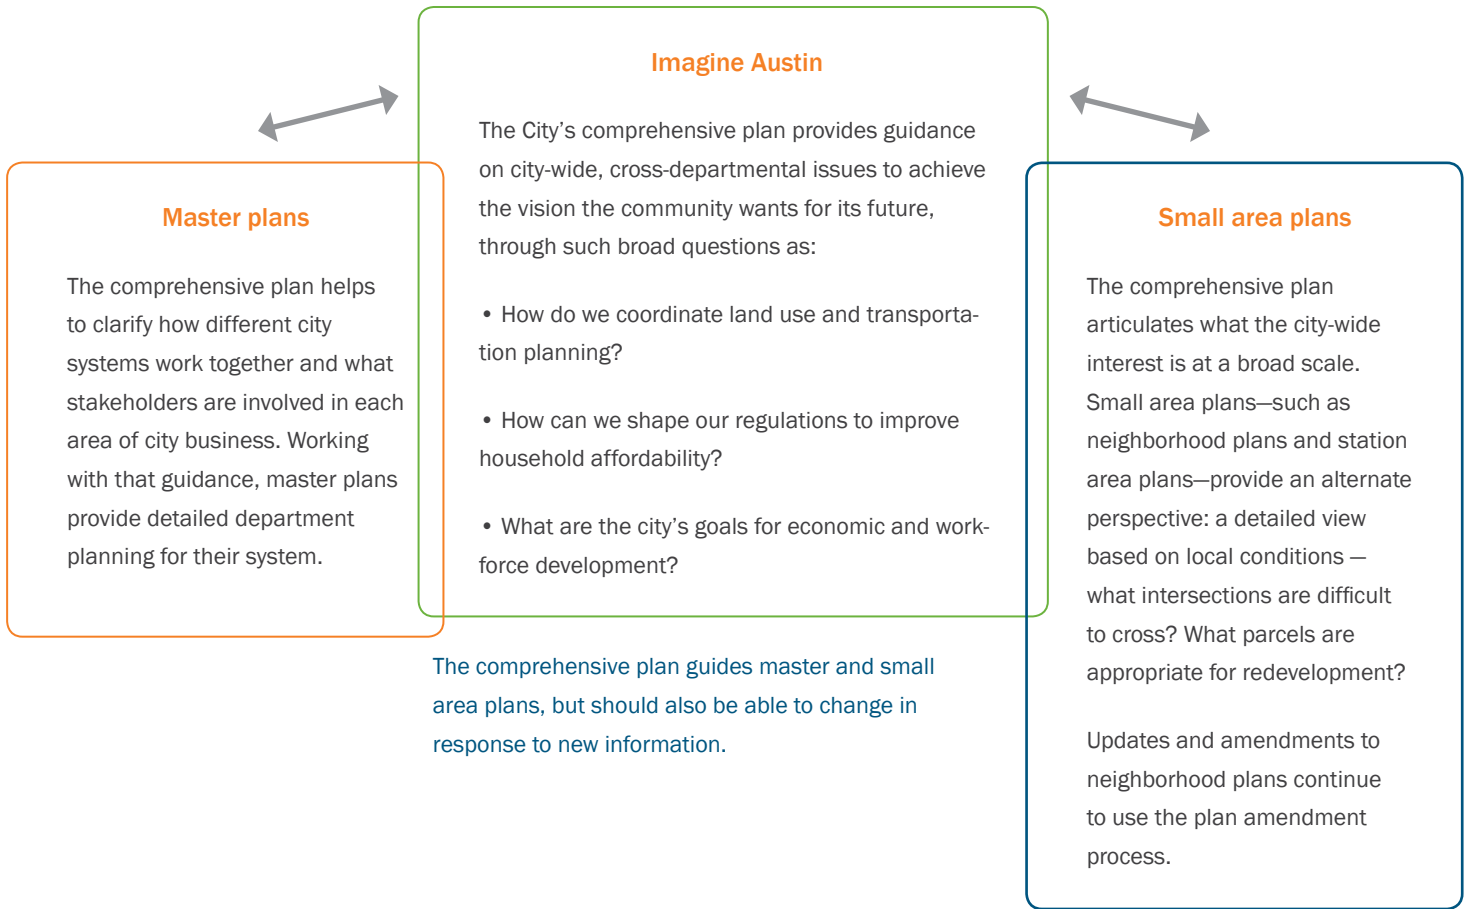 Imagine Austin
The City’s comprehensive plan provides guidance
on city-wide, cross-departmental issues to achieve
the vision the community wants for its future,
through such broad questions as:
• How do we coordinate land use and transporta-
tion planning?
• How can we shape our regulations to improve
household affordability?
• What are the city’s goals for economic and work-
force development?
Master plans
The comprehensive plan helps
to clarify how different city
systems work together and what
stakeholders are involved in each
area of city business. Working
with that guidance, master plans
provide detailed department
planning for their system.
Small area plans
The comprehensive plan
articulates what the city-wide
interest is at a broad scale.
Small area plans—such as
neighborhood plans and station
area plans—provide an alternate
perspective: a detailed view
based on local conditions —
what intersections are difficult
to cross? What parcels are
appropriate for redevelopment?
Updates and amendments to
neighborhood plans continue
to use the plan amendment
process.
The comprehensive plan guides master and small
area plans, but should also be able to change in
response to new information.